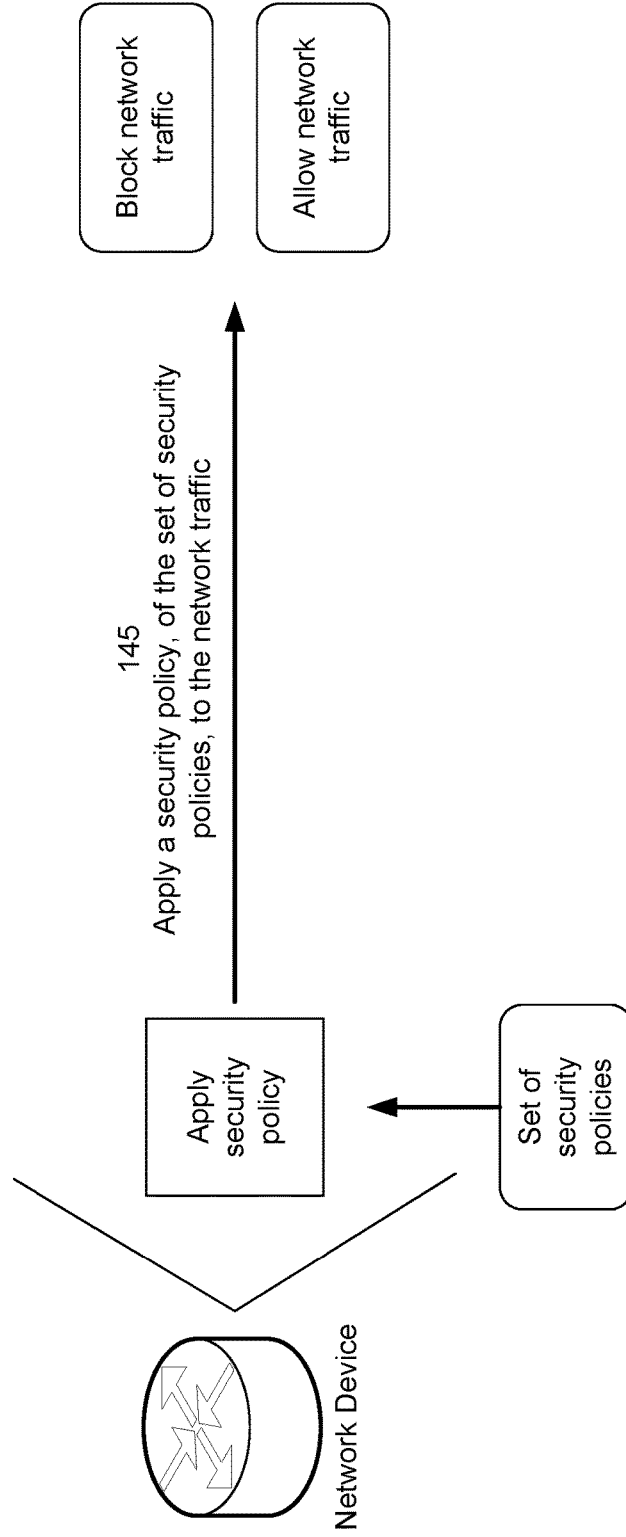 Network Device
Apply
security
policy
Set of
security
policies
145
Apply a security policy, of the set of security
policies, to the network traffic
Block network
traffic
Allow network
traffic